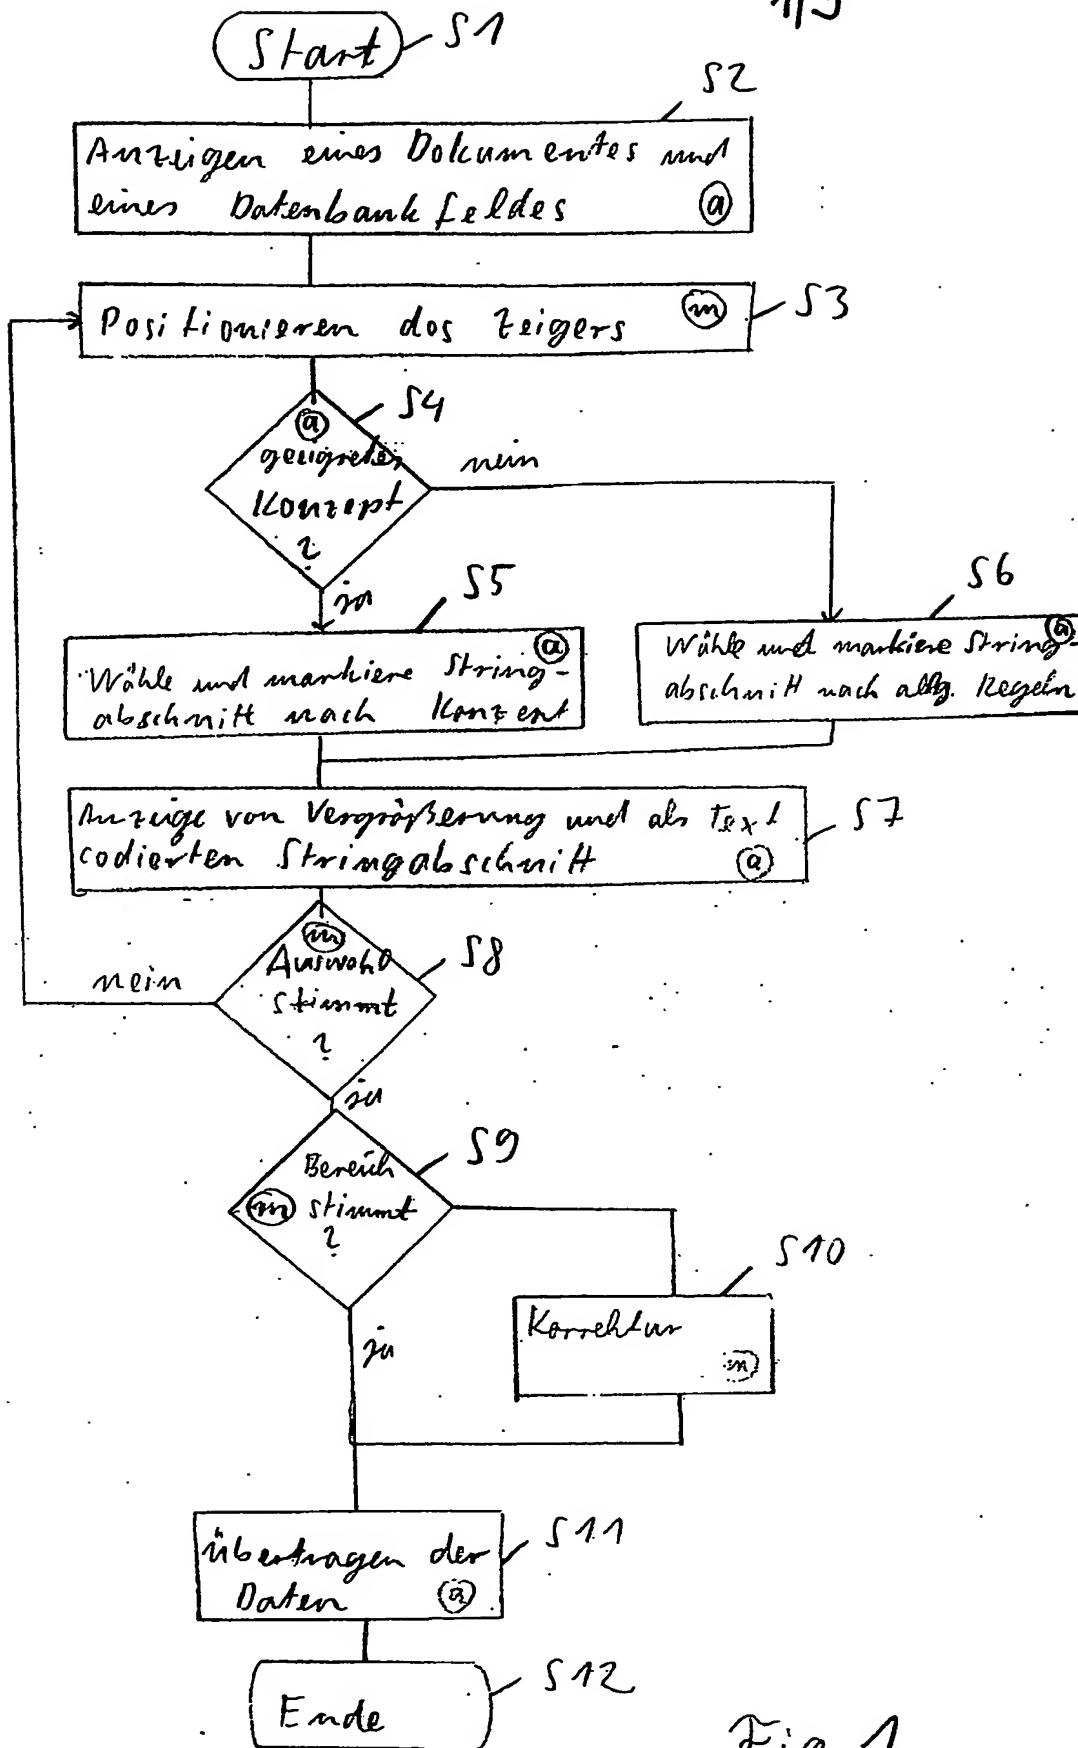 1/5
Start S1
S2
Anzeigen eines Dokumentes und
eines Datenbankfeldes a
Positionieren dos Zeigers m S3
S4
a
geeignetes
Konzept
?
nein
ja
S5
S6
Wähle und markiere String- a
abschnitt nach Konzept
Wähle und markiere String- a
abschnitt nach allg. Regeln
Anzeige von Vergrößerung und als Text
codierten Stringabschnitt a
S7
m
Auswahl
stimmt
?
S8
nein
ja
S9
Bereich
m stimmt
?
ja
S10
Korrektur
m
übertragen der
Daten a
S11
Ende
S12
Fig. 1